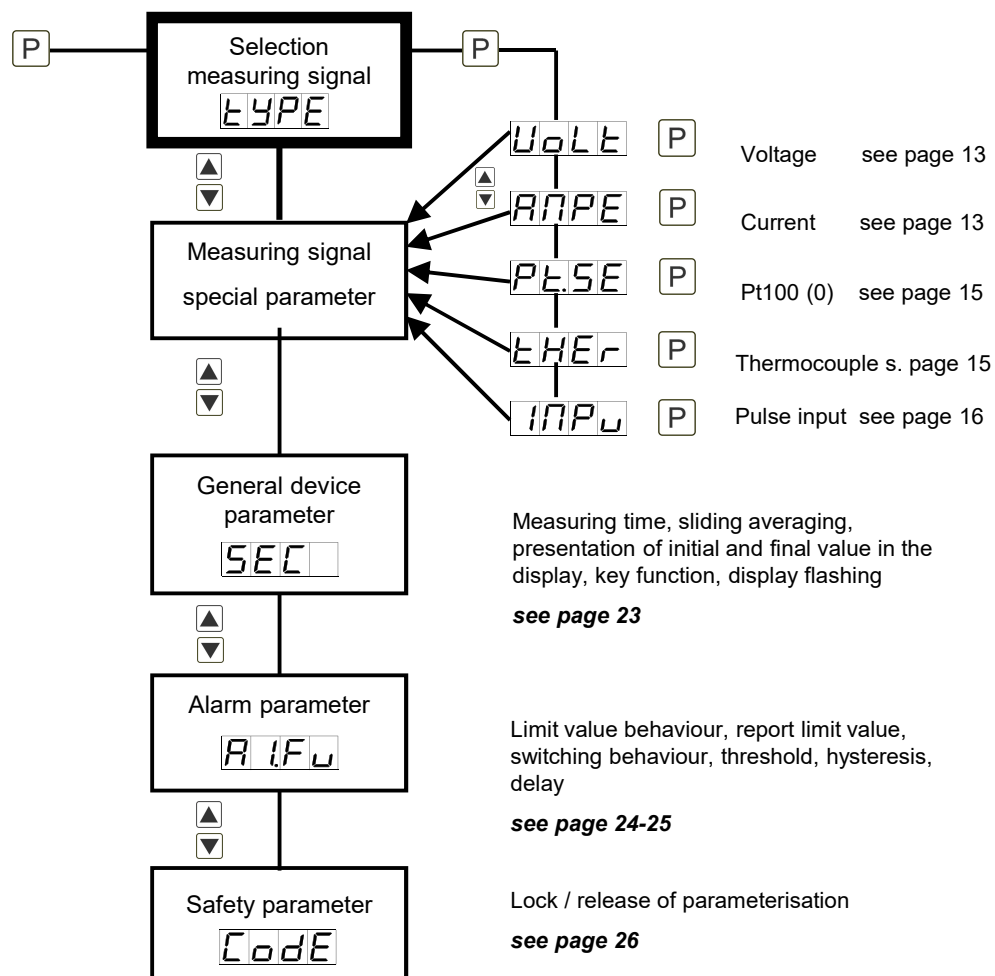 P
Selection
measuring signal
tYPE
P
VoLt P Voltage see page 13
AMPE P Current see page 13
Measuring signal
special parameter
Pt.SE P Pt100 (0) see page 15
tHEr P Thermocouple s. page 15
IMPu P Pulse input see page 16
General device
parameter
SEC
Measuring time, sliding averaging,
presentation of initial and final value in the
display, key function, display flashing
see page 23
Alarm parameter
A1.Fu
Limit value behaviour, report limit value,
switching behaviour, threshold, hysteresis,
delay
see page 24-25
Safety parameter
CodE
Lock / release of parameterisation
see page 26